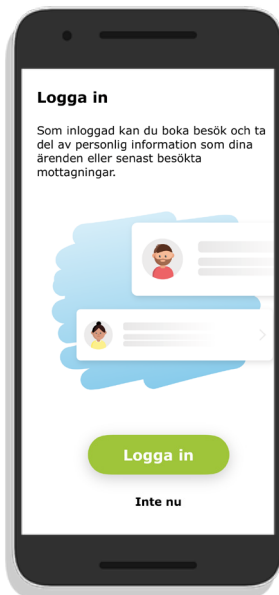 Logga in
Som inloggad kan du boka besök och ta
del av personlig information som dina
ärenden eller senast besökta
mottagningar.
Logga in
Inte nu